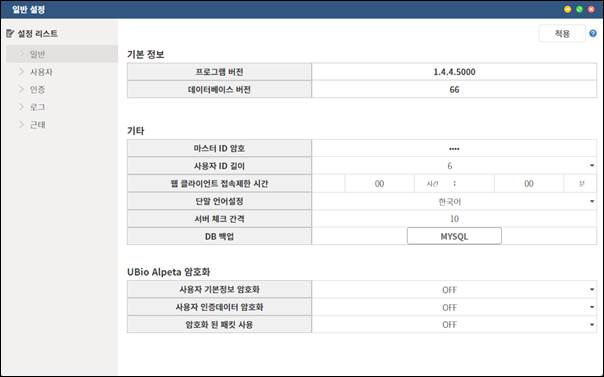 일반 설정
설정 리스트
적용
일반
사용자
인증
로그
근태
기본 정보
프로그램 버전 1.4.4.5000
데이터베이스 버전 66
기타
마스터 ID 암호 ••••
사용자 ID 길이 6
웹 클라이언트 접속제한 시간 00 시간 : 00 분
단말 언어설정 한국어
서버 체크 간격 10
DB 백업 MYSQL
UBio Alpeta 암호화
사용자 기본정보 암호화 OFF
사용자 인증데이터 암호화 OFF
암호화 된 패킷 사용 OFF